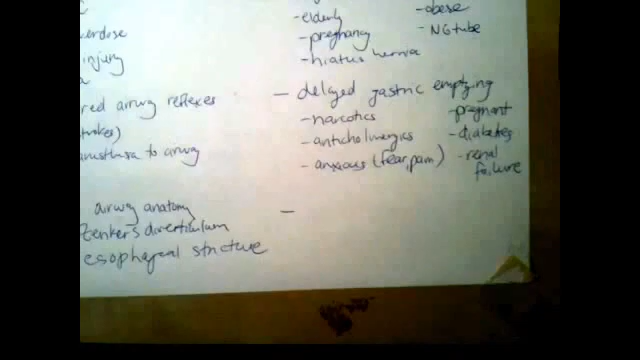 erdose
injury
red airway reflexes
trokes)
anesthesia to airway
airway anatomy
Zenker's diverticulum
esophageal stricture
- elderly - obese
- pregnancy - NG tube
- hiatus hernia
— delayed gastric emptying
- narcotics - pregnant
- anticholinergics - diabetes
- anxious (fear, pain) - renal failure
—